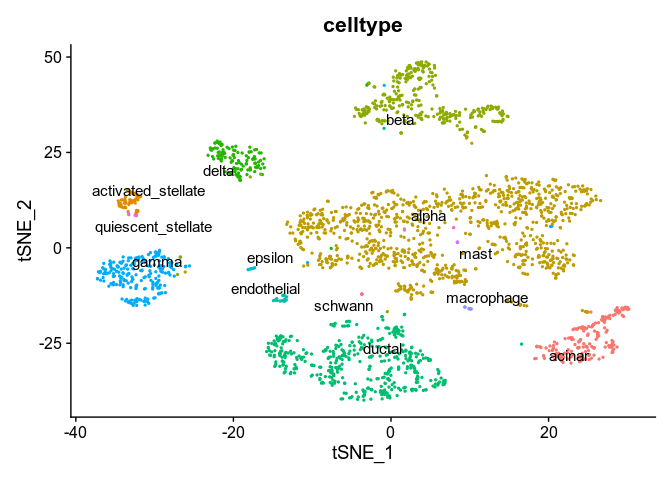 celltype
50
beta
25
delta
activated_stellate
quiescent_stellate
alpha
tSNE_2
0
gamma
epsilon
mast
endothelial
schwann
macrophage
-25
ductal
acinar
-40
-20
0
20
tSNE_1